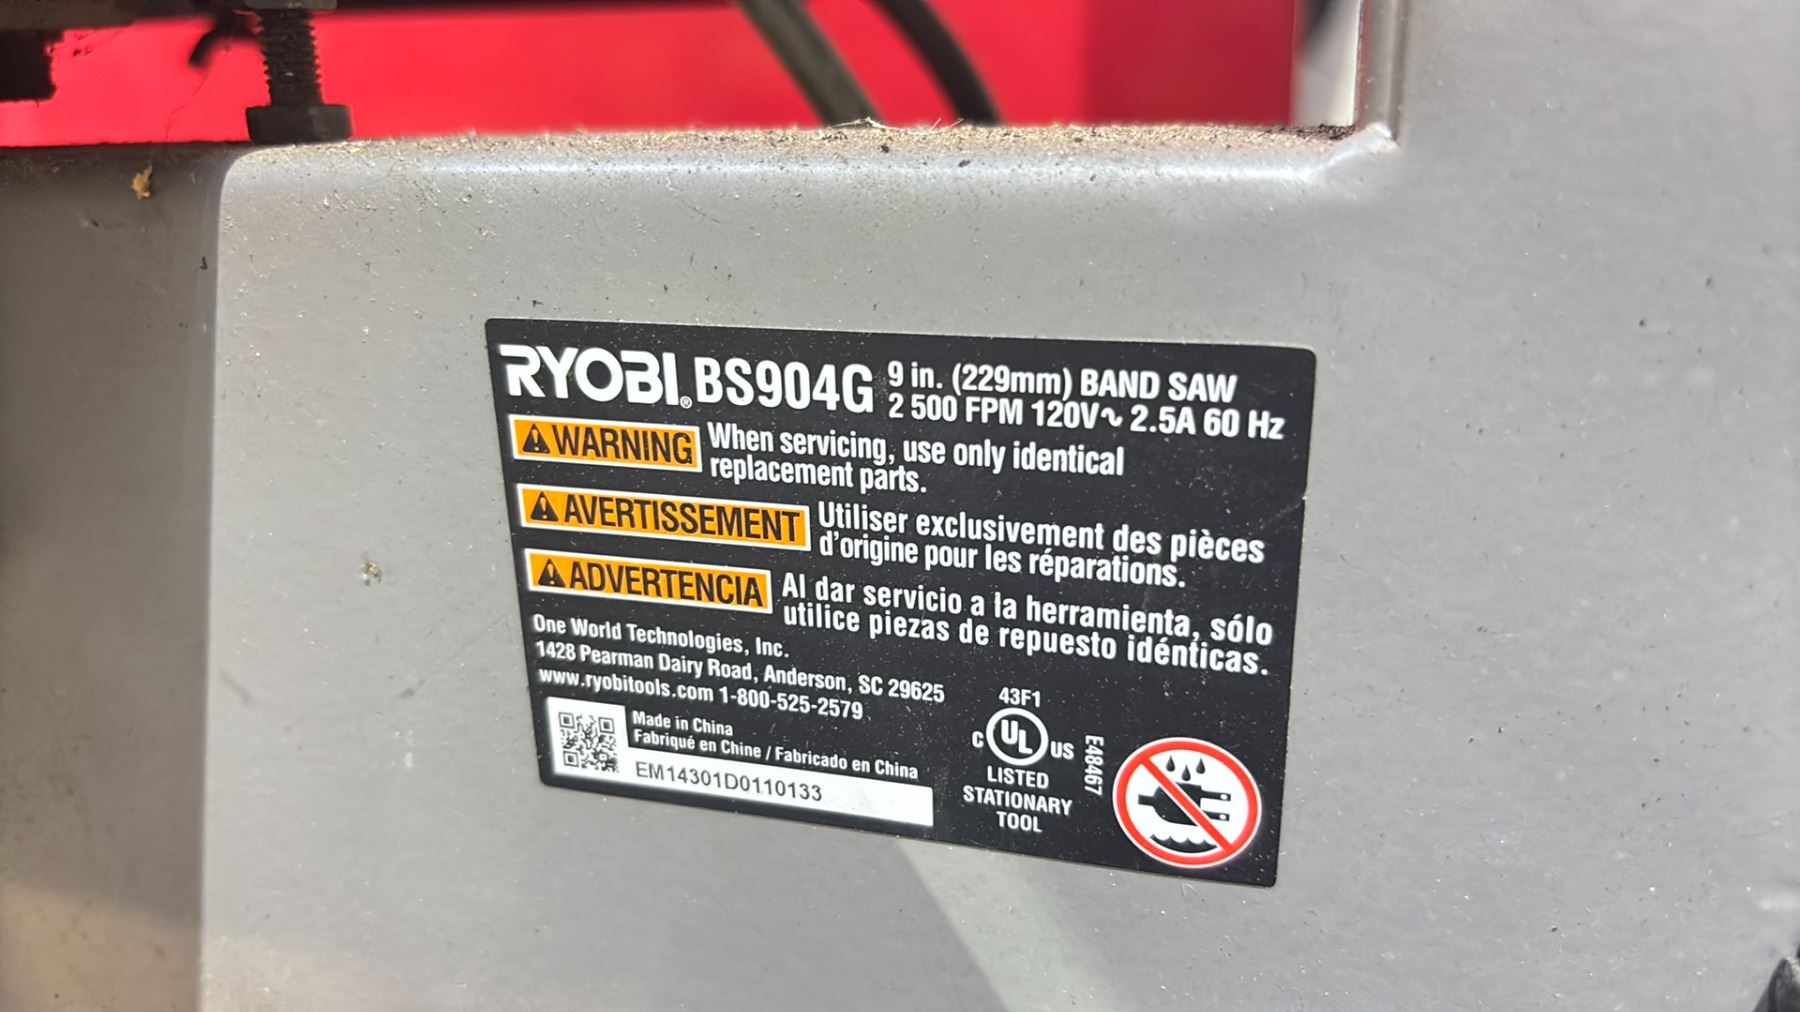 RYOBI® BS904G 9 in. (229mm) BAND SAW
2 500 FPM 120V~ 2.5A 60 Hz
⚠ WARNING When servicing, use only identical
replacement parts.
⚠ AVERTISSEMENT Utiliser exclusivement des pièces
d'origine pour les réparations.
⚠ ADVERTENCIA Al dar servicio a la herramienta, sólo
utilice piezas de repuesto idénticas.
One World Technologies, Inc.
1428 Pearman Dairy Road, Anderson, SC 29625
www.ryobitools.com 1-800-525-2579
Made in China
Fabriqué en Chine / Fabricado en China
EM14301D0110133
43F1
C UL US
LISTED
STATIONARY
TOOL
E48467